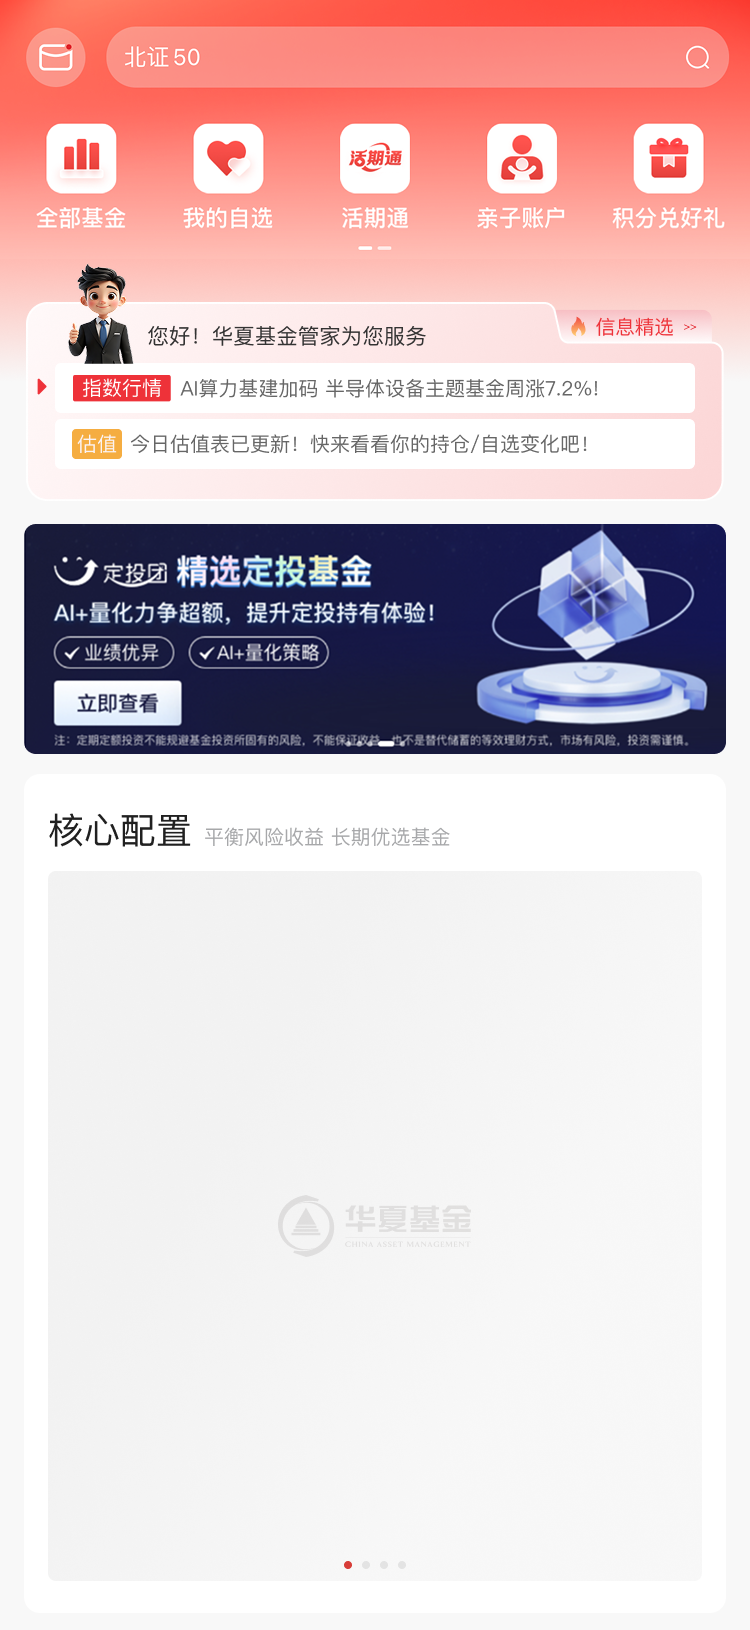 北证50
全部基金
我的自选
活期通
活期通
亲子账户
积分兑好礼
您好！华夏基金管家为您服务
信息精选 >>
指数行情 AI算力基建加码 半导体设备主题基金周涨7.2%!
估值 今日估值表已更新！快来看看你的持仓/自选变化吧！
定投团 精选定投基金
AI+量化力争超额，提升定投持有体验！
业绩优异 AI+量化策略
立即查看
注：定期定额投资不能规避基金投资所固有的风险，不能保证收益，也不是替代储蓄的等效理财方式，市场有风险，投资需谨慎。
核心配置 平衡风险收益 长期优选基金
华夏基金
CHINA ASSET MANAGEMENT